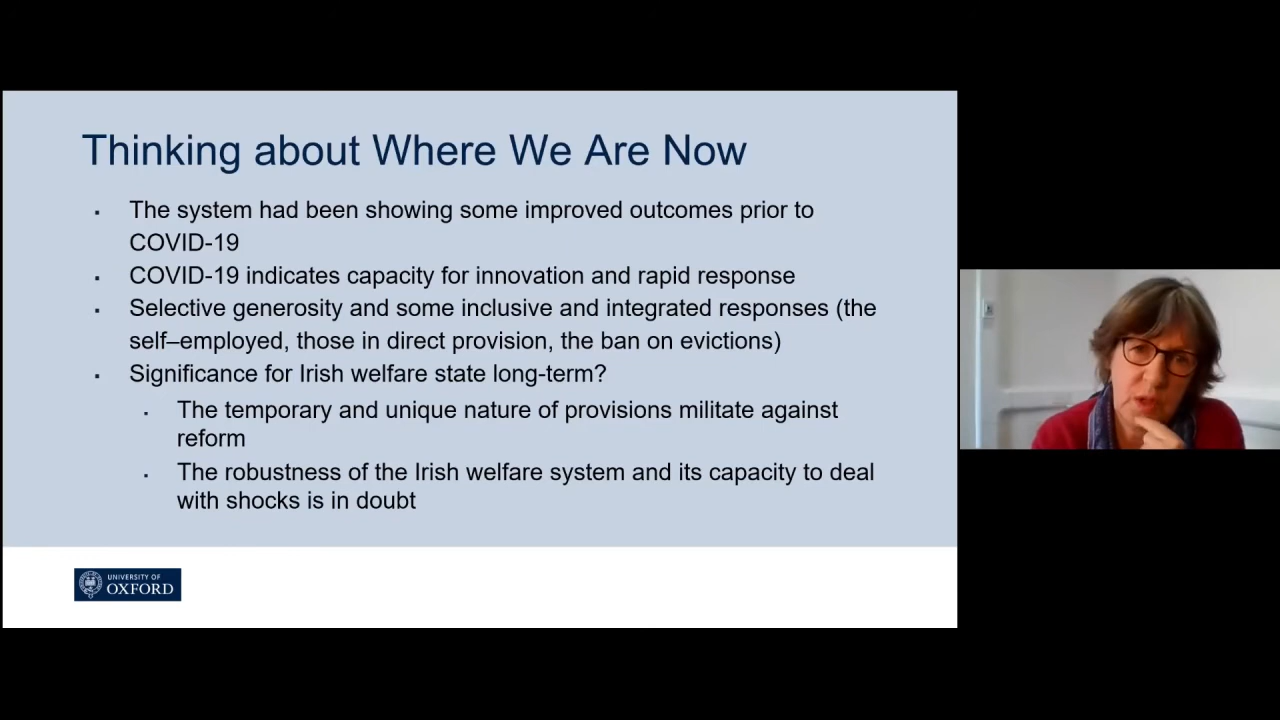 Thinking about Where We Are Now
▪ The system had been showing some improved outcomes prior to
COVID-19
▪ COVID-19 indicates capacity for innovation and rapid response
▪ Selective generosity and some inclusive and integrated responses (the
self–employed, those in direct provision, the ban on evictions)
▪ Significance for Irish welfare state long-term?
▪ The temporary and unique nature of provisions militate against
reform
▪ The robustness of the Irish welfare system and its capacity to deal
with shocks is in doubt
UNIVERSITY OF
OXFORD